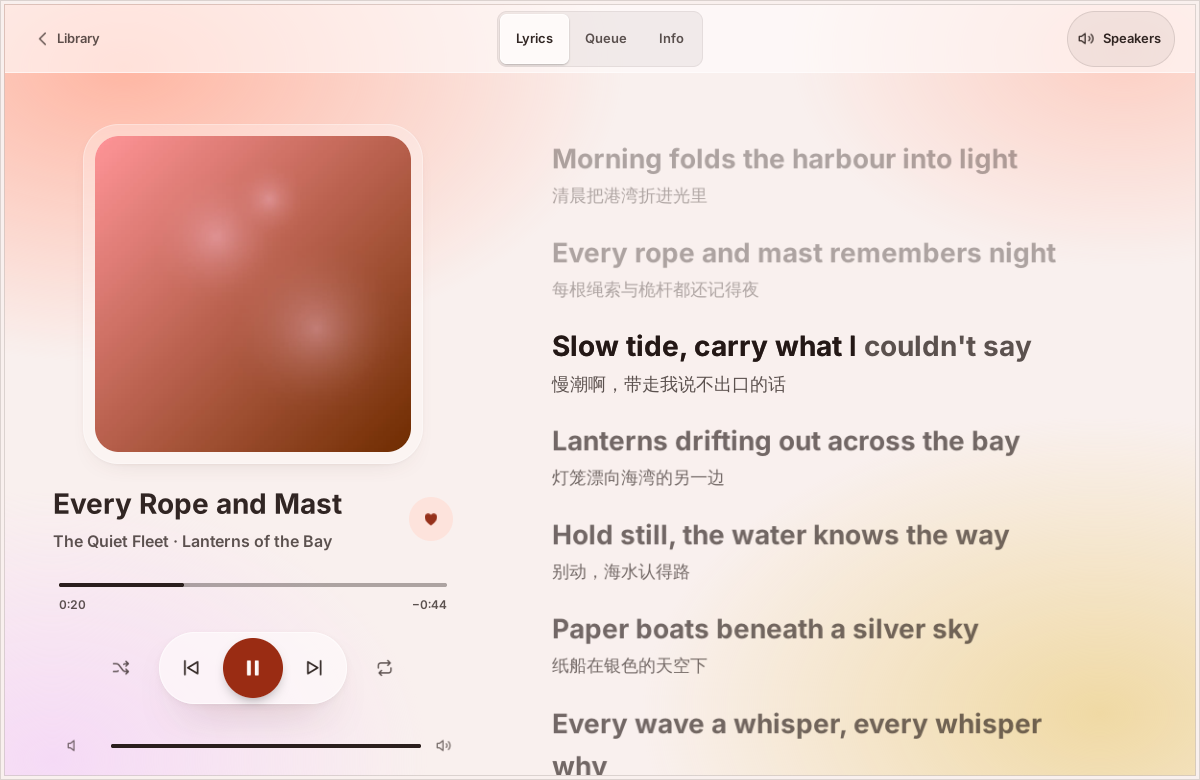 Library
Lyrics
Queue
Info
Speakers
Every Rope and Mast
The Quiet Fleet · Lanterns of the Bay
0:20
−0:44
Morning folds the harbour into light
清晨把港湾折进光里
Every rope and mast remembers night
每根绳索与桅杆都还记得夜
Slow tide, carry what I couldn't say
慢潮啊，带走我说不出口的话
Lanterns drifting out across the bay
灯笼漂向海湾的另一边
Hold still, the water knows the way
别动，海水认得路
Paper boats beneath a silver sky
纸船在银色的天空下
Every wave a whisper, every whisper
why